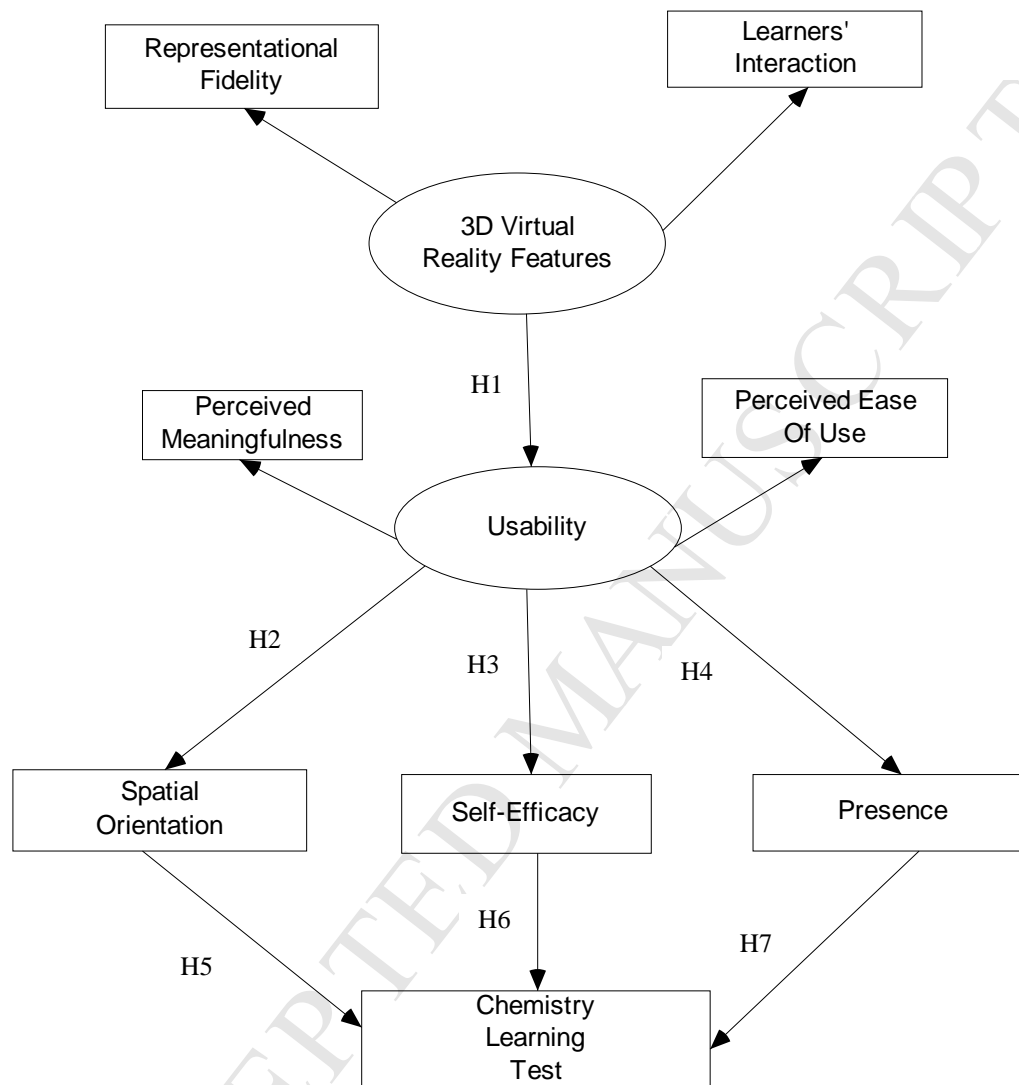 Representational
Fidelity
Learners'
Interaction
3D Virtual
Reality Features
H1
Perceived
Meaningfulness
Perceived Ease
Of Use
Usability
H2
H3
H4
Spatial
Orientation
Self-Efficacy
Presence
H5
H6
H7
Chemistry
Learning
Test
EPTED MANUSCRIPT